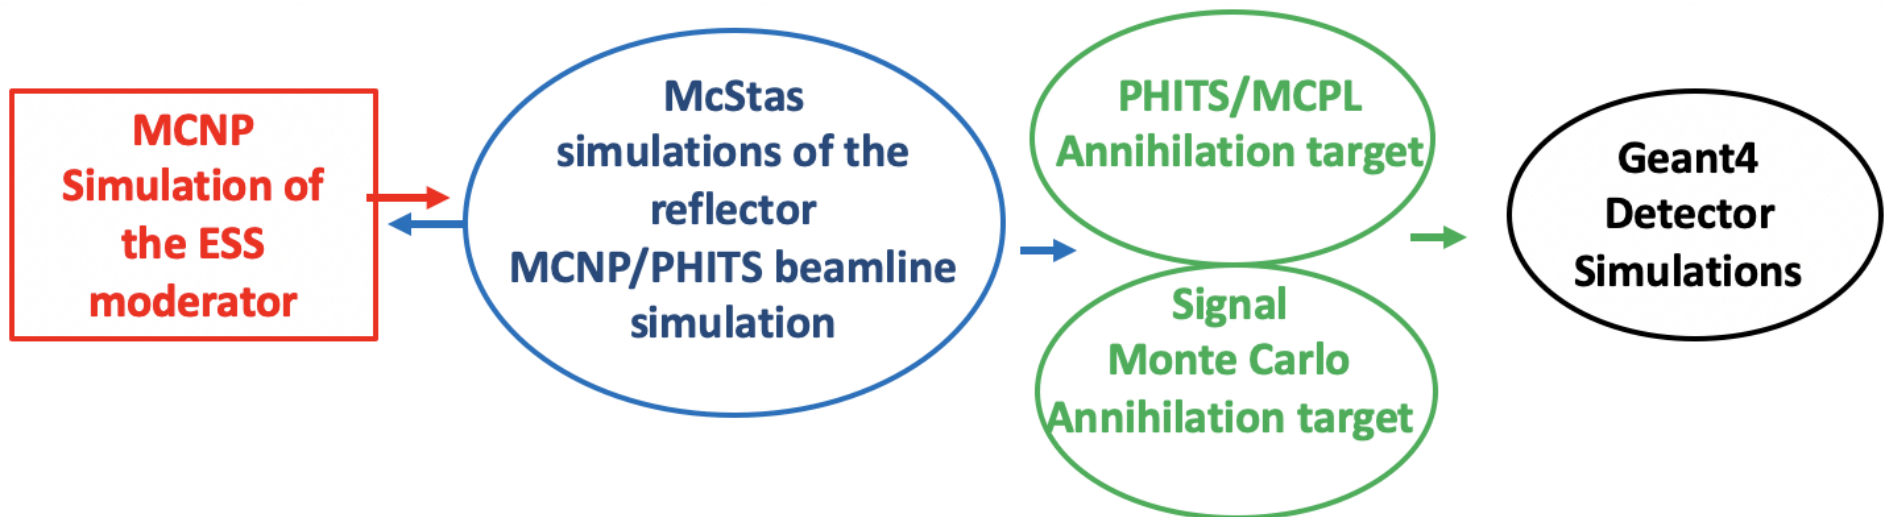 MCNP
Simulation of
the ESS
moderator
McStas
simulations of the
reflector
MCNP/PHITS beamline
simulation
PHITS/MCPL
Annihilation target
Signal
Monte Carlo
Annihilation target
Geant4
Detector
Simulations